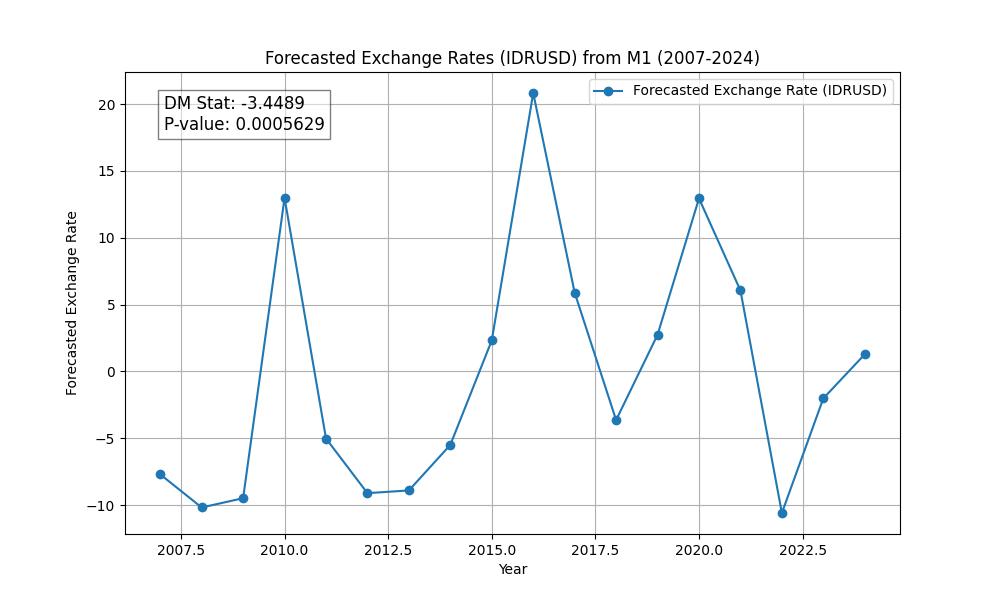 Forecasted Exchange Rates (IDRUSD) from M1 (2007-2024)
DM Stat: -3.4489
P-value: 0.0005629
Forecasted Exchange Rate (IDRUSD)
Forecasted Exchange Rate
20
15
10
5
0
−5
−10
2007.5 2010.0 2012.5 2015.0 2017.5 2020.0 2022.5
Year